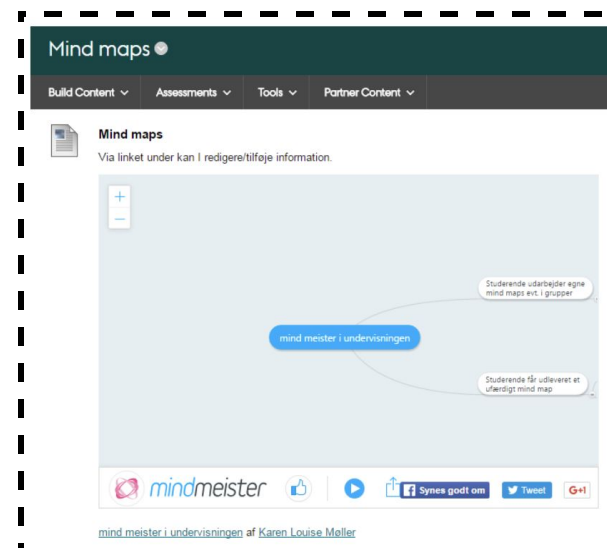 Mind maps
Build Content Assessments Tools Partner Content
Mind maps
Via linket under kan I redigere/tilføje information.
+
–
Studerende udarbejder egne
mind maps evt. i grupper
mind meister i undervisningen
Studerende får udleveret et
ufærdigt mind map
mindmeister Synes godt om Tweet G+1
mind meister i undervisningen af Karen Louise Møller